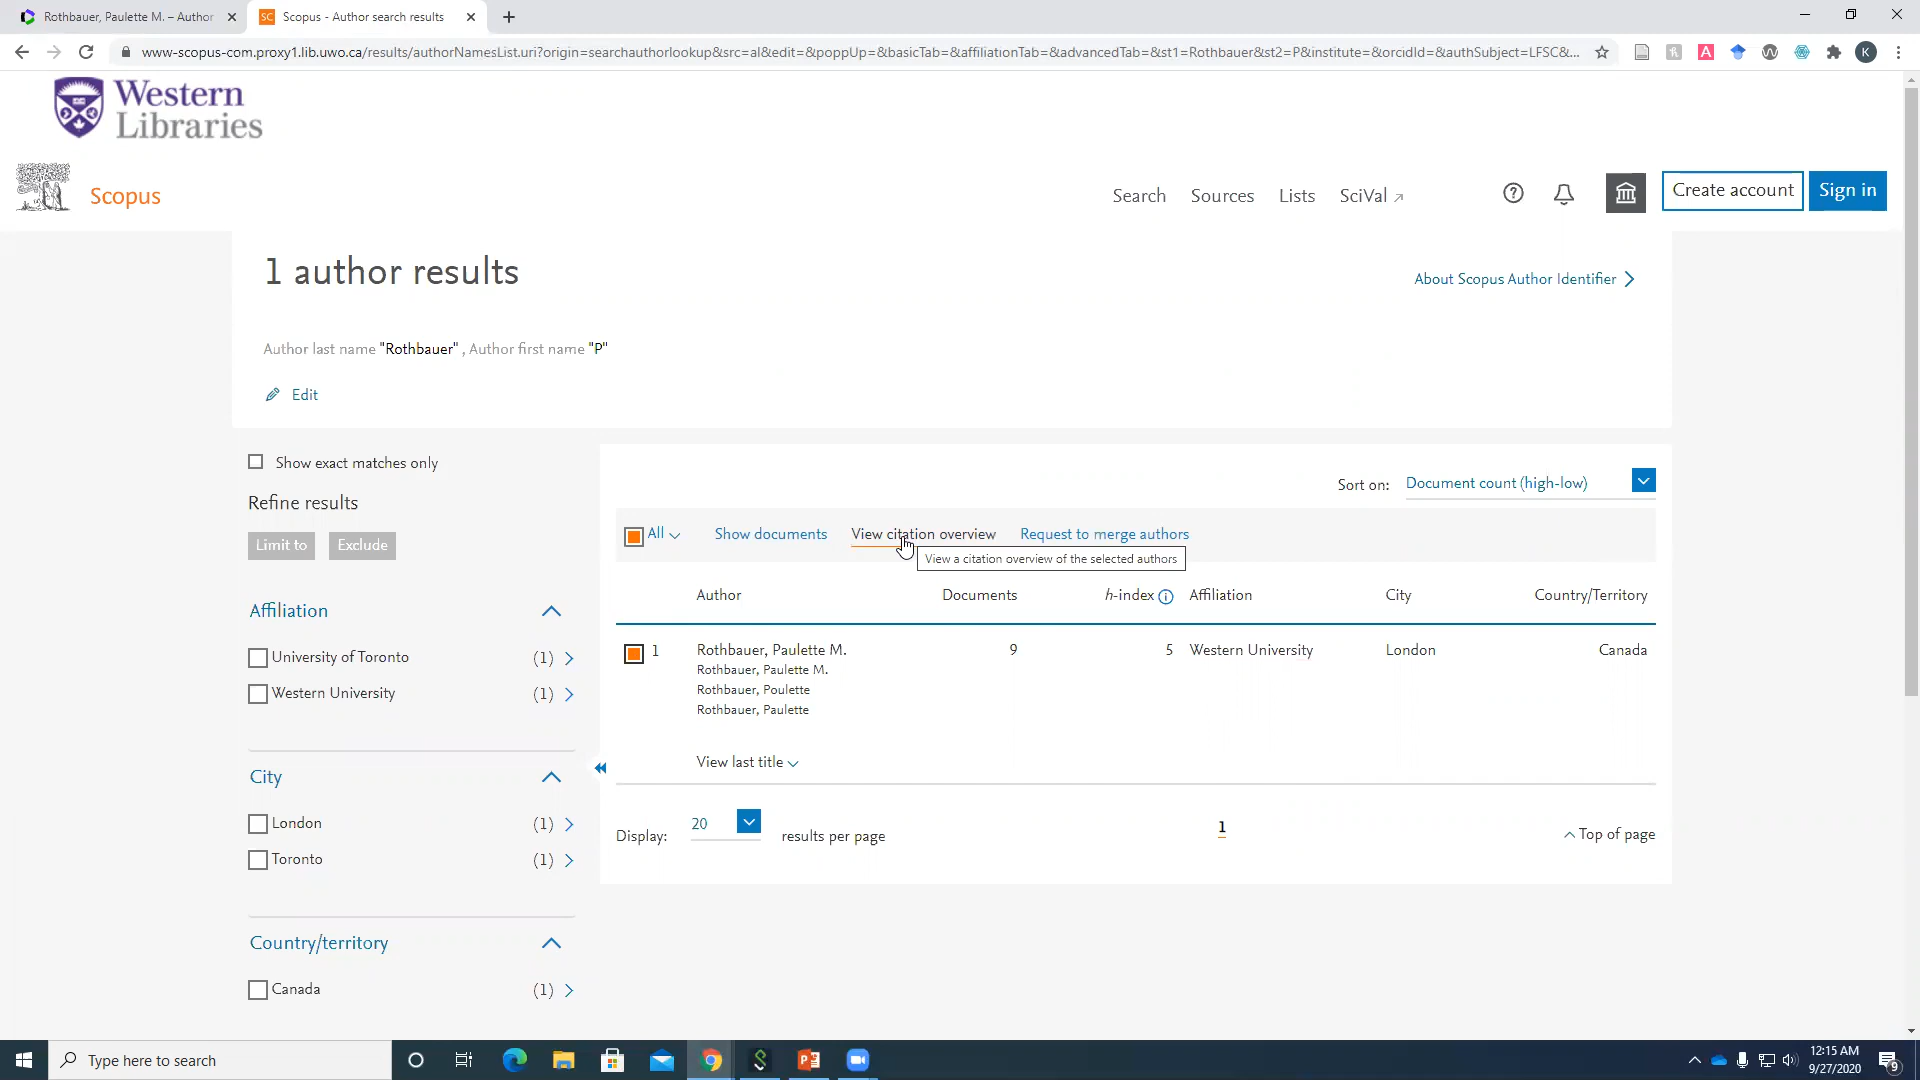 Rothbauer, Paulette M. – Author
Scopus - Author search results
www-scopus-com.proxy1.lib.uwo.ca/results/authorNamesList.uri?origin=searchauthorlookup&src=al&edit=&poppUp=&basicTab=&affiliationTab=&advancedTab=&st1=Rothbauer&st2=P&institute=&orcidId=&authSubject=LFSC&...
K
Western
Libraries
Scopus
Search Sources Lists SciVal
Create account
Sign in
1 author results
About Scopus Author Identifier
Author last name "Rothbauer" , Author first name "P"
Edit
Show exact matches only
Refine results
Limit to Exclude
Affiliation
University of Toronto (1)
Western University (1)
City
London (1)
Toronto (1)
Country/territory
Canada (1)
Sort on: Document count (high-low)
All Show documents View citation overview Request to merge authors
View a citation overview of the selected authors
Author Documents h-index Affiliation City Country/Territory
1 Rothbauer, Paulette M. 9 5 Western University London Canada
Rothbauer, Paulette M.
Rothbauer, Poulette
Rothbauer, Paulette
View last title
Display: 20 results per page
1
Top of page
Type here to search
12:15 AM
9/27/2020
9